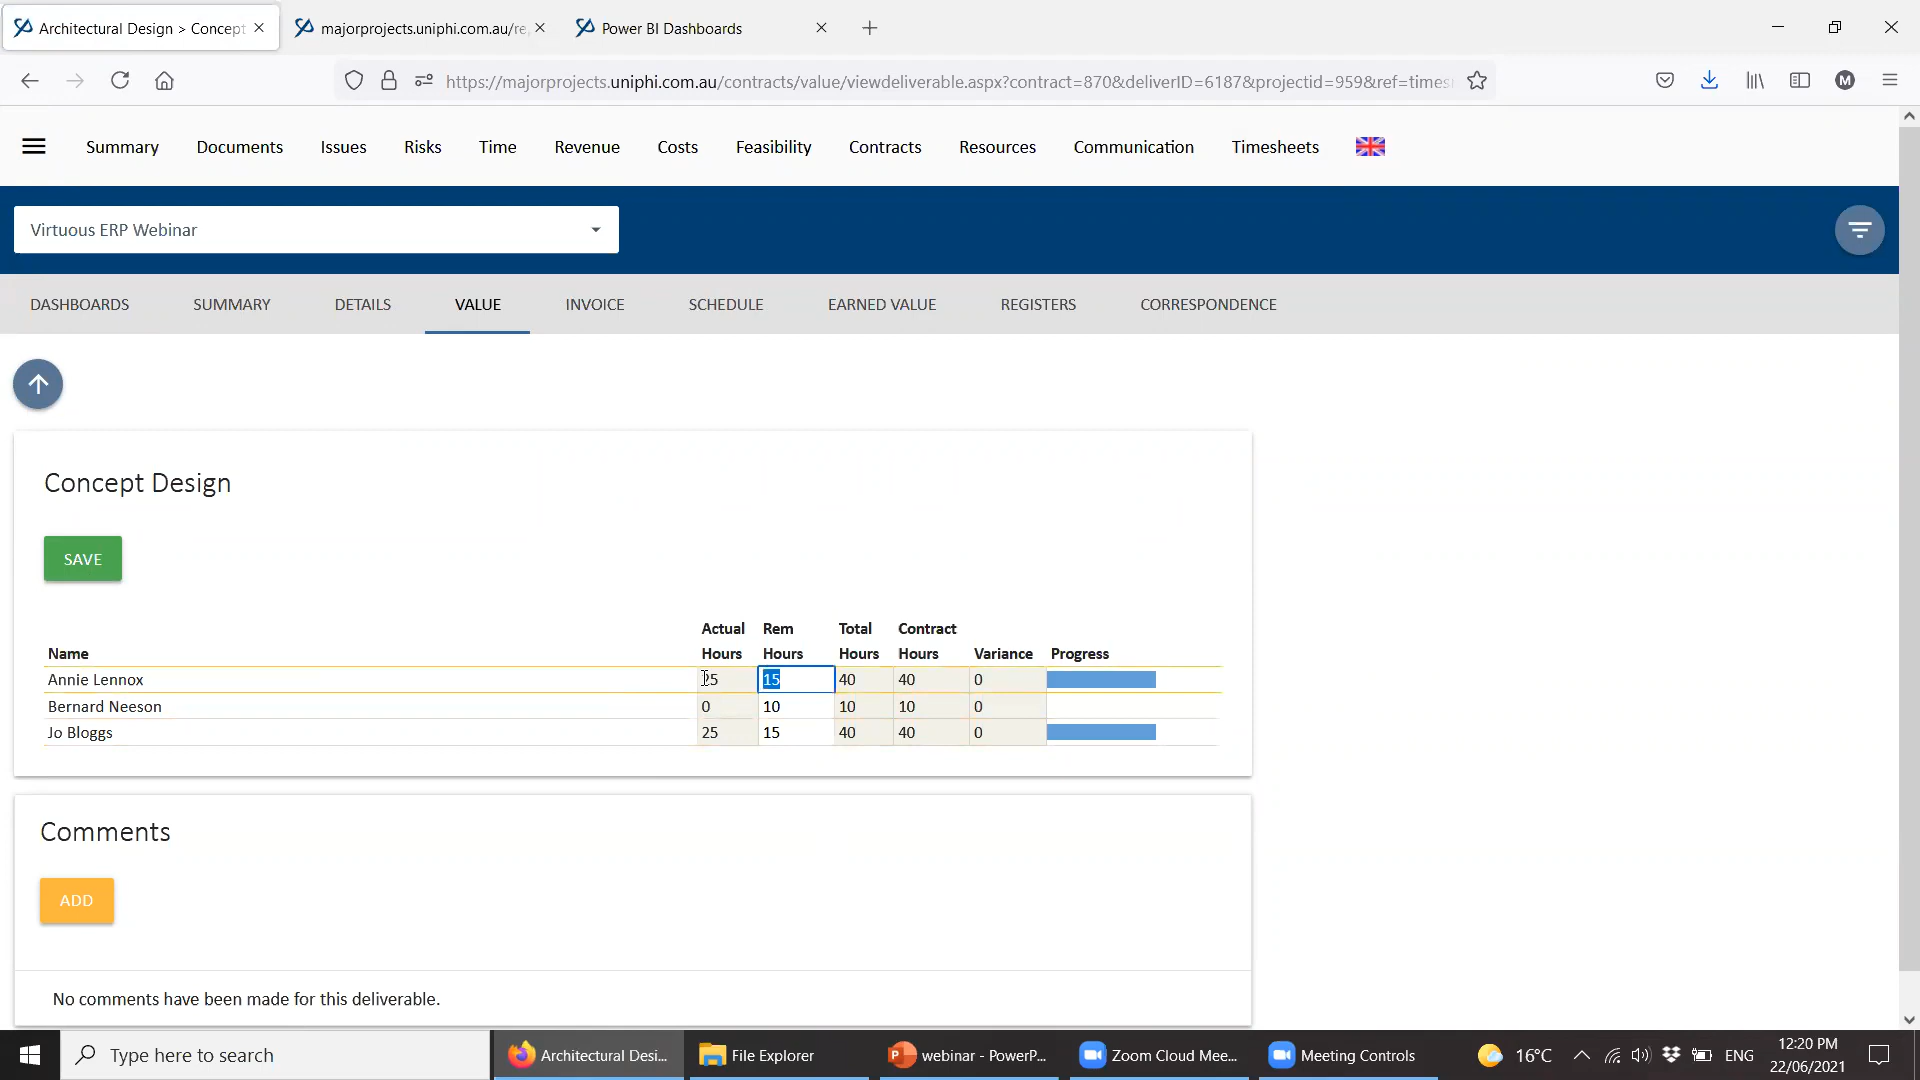 Architectural Design > Concept
majorprojects.uniphi.com.au/re
Power BI Dashboards
https://majorprojects.uniphi.com.au/contracts/value/viewdeliverable.aspx?contract=870&deliverID=6187&projectid=959&ref=times
M
Summary Documents Issues Risks Time Revenue Costs Feasibility Contracts Resources Communication Timesheets
Virtuous ERP Webinar
DASHBOARDS SUMMARY DETAILS VALUE INVOICE SCHEDULE EARNED VALUE REGISTERS CORRESPONDENCE
Concept Design
SAVE
Actual Rem Total Contract
Name Hours Hours Hours Hours Variance Progress
Annie Lennox 25 15 40 40 0
Bernard Neeson 0 10 10 10 0
Jo Bloggs 25 15 40 40 0
Comments
ADD
No comments have been made for this deliverable.
Type here to search
Architectural Desi...
File Explorer
webinar - PowerP...
Zoom Cloud Mee...
Meeting Controls
16°C
ENG
12:20 PM
22/06/2021